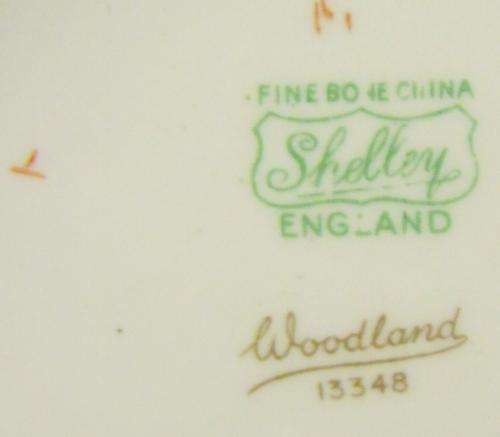 FINE BONE CHINA
Shelley
ENGLAND
Woodland
13348